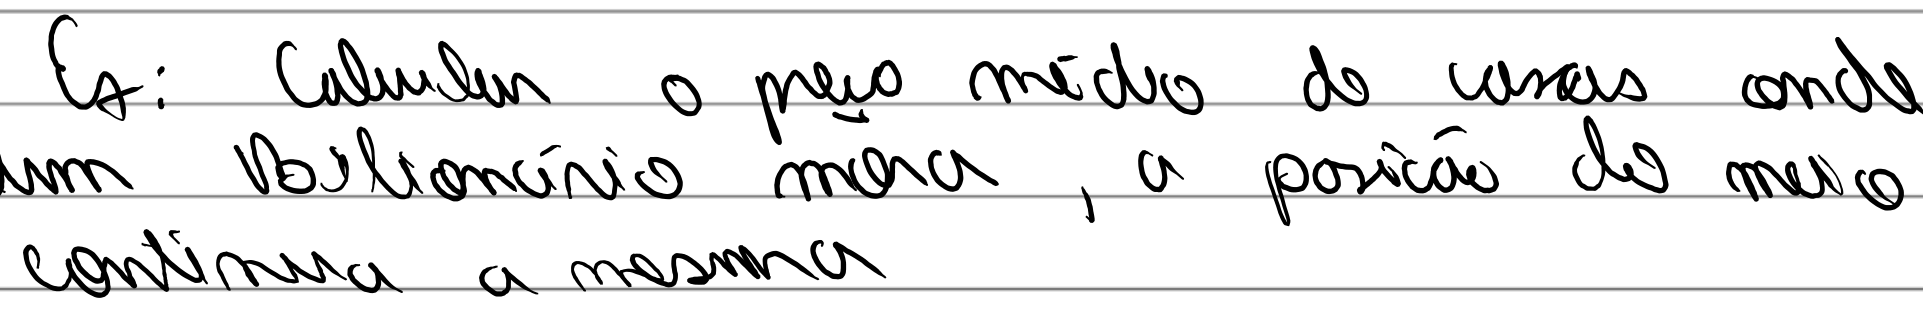 Ex: Calcular o preço médio de casas onde
um Bilionário mora, a posição do meio
continua a mesma